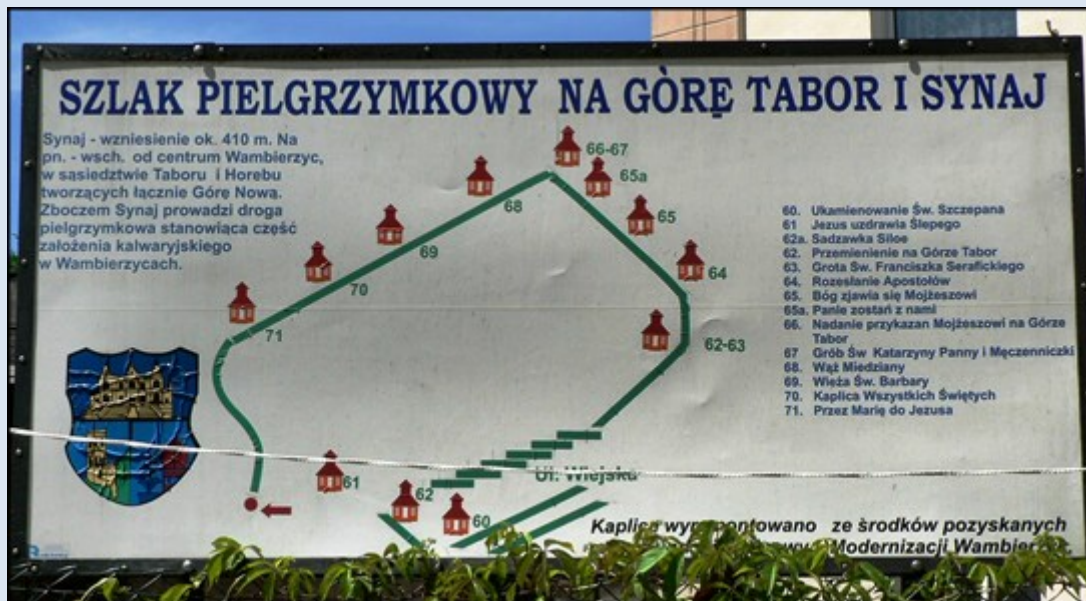 SZLAK PIELGRZYMKOWY NA GÓRĘ TABOR I SYNAJ
Synaj - wzniesienie ok. 410 m. Na
pn. - wsch. od centrum Wambierzyc,
w sąsiedztwie Taboru i Horebu
tworzących łącznie Górę Nową.
Zboczem Synaj prowadzi droga
pielgrzymkowa stanowiąca część
założenia kalwaryjskiego
w Wambierzycach.
66-67
65a
68
65
69
64
70
71
62-63
60. Ukamienowanie Św. Szczepana
61 Jezus uzdrawia Ślepego
62a. Sadzawka Siloe
62. Przemienienie na Górze Tabor
63. Grota Św. Franciszka Serafickiego
64. Rozesłanie Apostołów
65. Bóg zjawia się Mojżeszowi
65a. Panie zostań z nami
66. Nadanie przykazan Mojżeszowi na Górze
Tabor
67 Grób Św Katarzyny Panny i Męczenniczki
68. Wąż Miedziany
69. Wieża Św. Barbary
70. Kaplica Wszystkich Świętych
71. Przez Marię do Jezusa
Ul. Wiejska
61
62
60
ze środków pozyskanych
Modernizacji